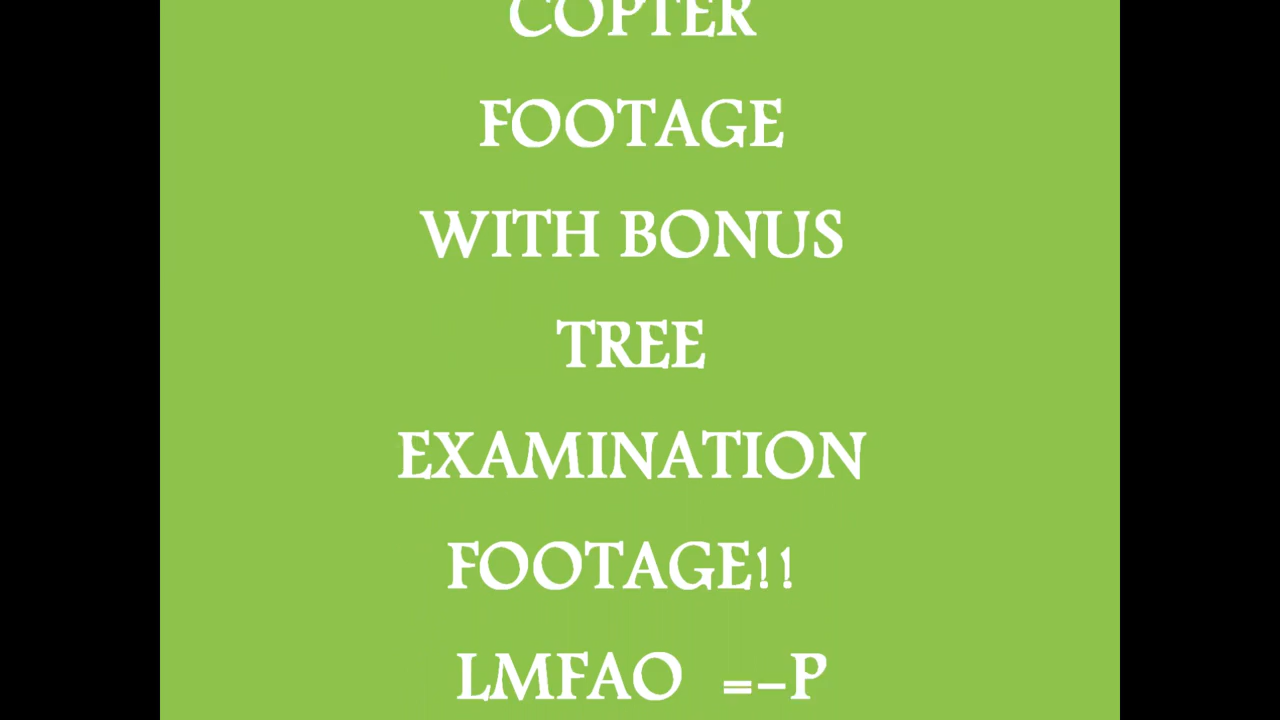 COPTER
FOOTAGE
WITH BONUS
TREE
EXAMINATION
FOOTAGE!!
LMFAO =-P